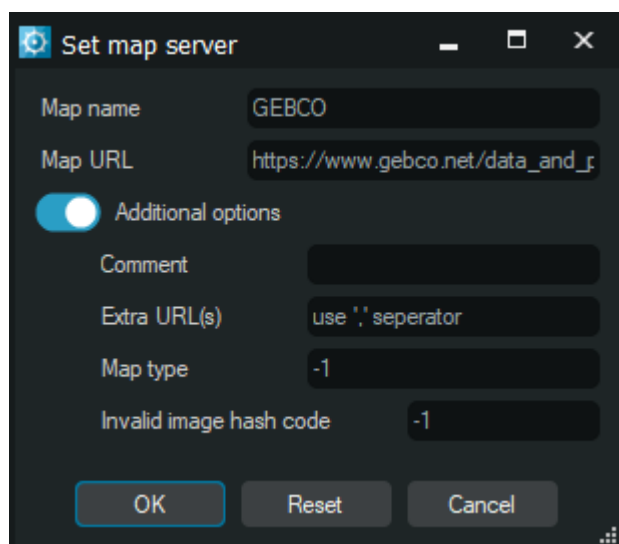 Set map server
Map name GEBCO
Map URL https://www.gebco.net/data_and_p
Additional options
Comment
Extra URL(s) use ',' seperator
Map type -1
Invalid image hash code -1
OK Reset Cancel